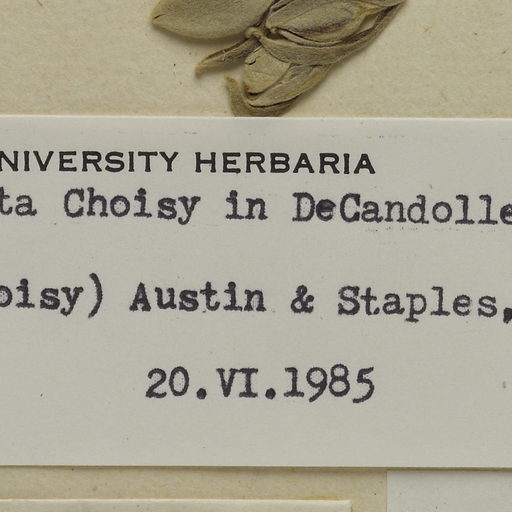 NIVERSITY HERBARIA
ta Choisy in DeCandolle
oisy) Austin & Staples,
20.VI.1985